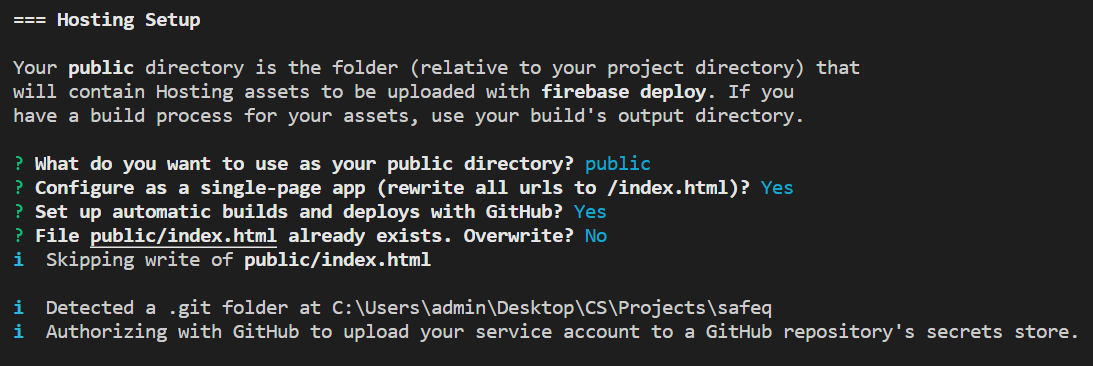 === Hosting Setup
Your public directory is the folder (relative to your project directory) that
will contain Hosting assets to be uploaded with firebase deploy. If you
have a build process for your assets, use your build's output directory.
? What do you want to use as your public directory? public
? Configure as a single-page app (rewrite all urls to /index.html)? Yes
? Set up automatic builds and deploys with GitHub? Yes
? File public/index.html already exists. Overwrite? No
i  Skipping write of public/index.html
i  Detected a .git folder at C:\Users\admin\Desktop\CS\Projects\safeq
i  Authorizing with GitHub to upload your service account to a GitHub repository's secrets store.